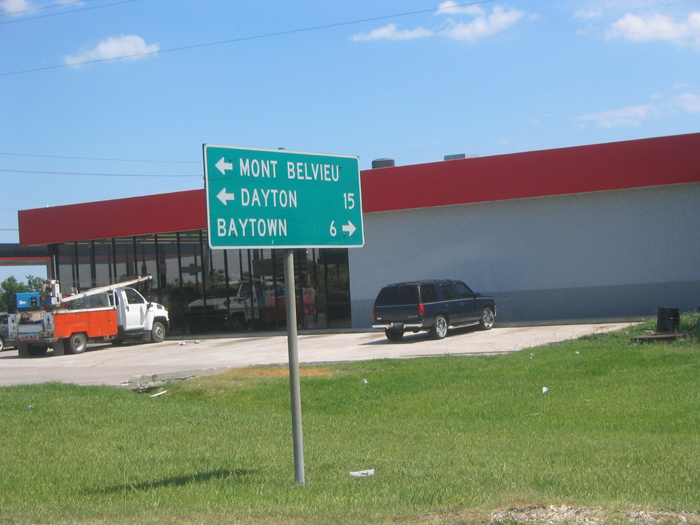 ← MONT BELVIEU
← DAYTON 15
BAYTOWN 6 →